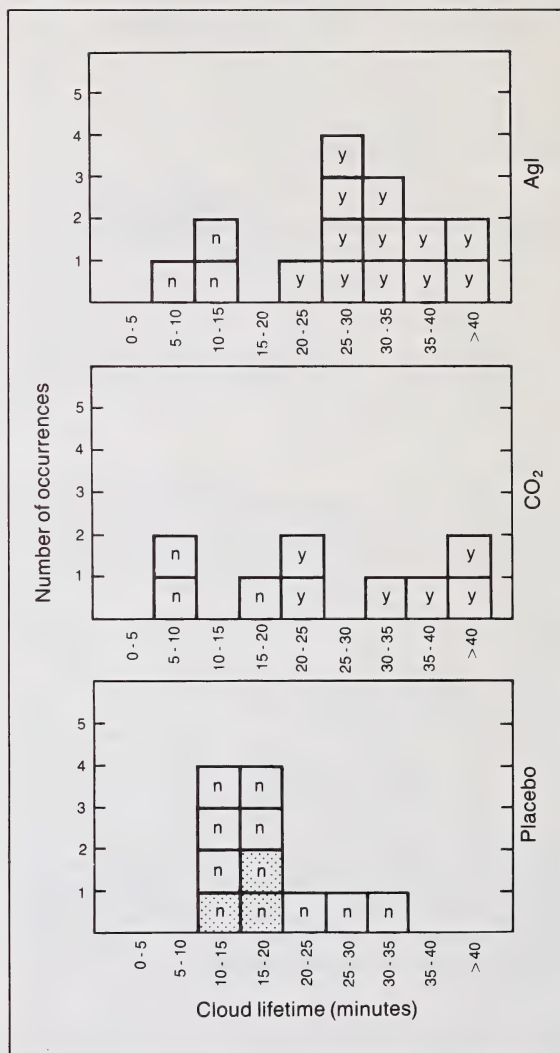 Number of occurrences
5
4
y
3
y y
2
n y y y y
1
n n y y y y y
0 - 5
5 - 10
10 - 15
15 - 20
20 - 25
25 - 30
30 - 35
35 - 40
> 40
AgI
5
4
3
2
n y y
1
n n y y y y
0 - 5
5 - 10
10 - 15
15 - 20
20 - 25
25 - 30
30 - 35
35 - 40
> 40
CO₂
5
4
n n
3
n n
2
n n
1
n n n n n
0 - 5
5 - 10
10 - 15
15 - 20
20 - 25
25 - 30
30 - 35
35 - 40
> 40
Placebo
Cloud lifetime (minutes)